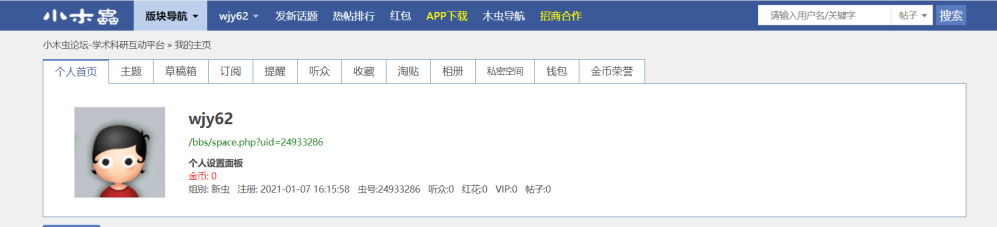 小木虫 版块导航 wjy62 发新话题 热帖排行 红包 APP下载 木虫导航 招商合作 请输入用户名/关键字 帖子 搜索
小木虫论坛-学术科研互动平台 » 我的主页
个人首页 主题 草稿箱 订阅 提醒 听众 收藏 淘贴 相册 私密空间 钱包 金币荣誉
wjy62
/bbs/space.php?uid=24933286
个人设置面板
金币: 0
组别: 新虫 注册: 2021-01-07 16:15:58 虫号:24933286 听众:0 红花:0 VIP:0 帖子:0